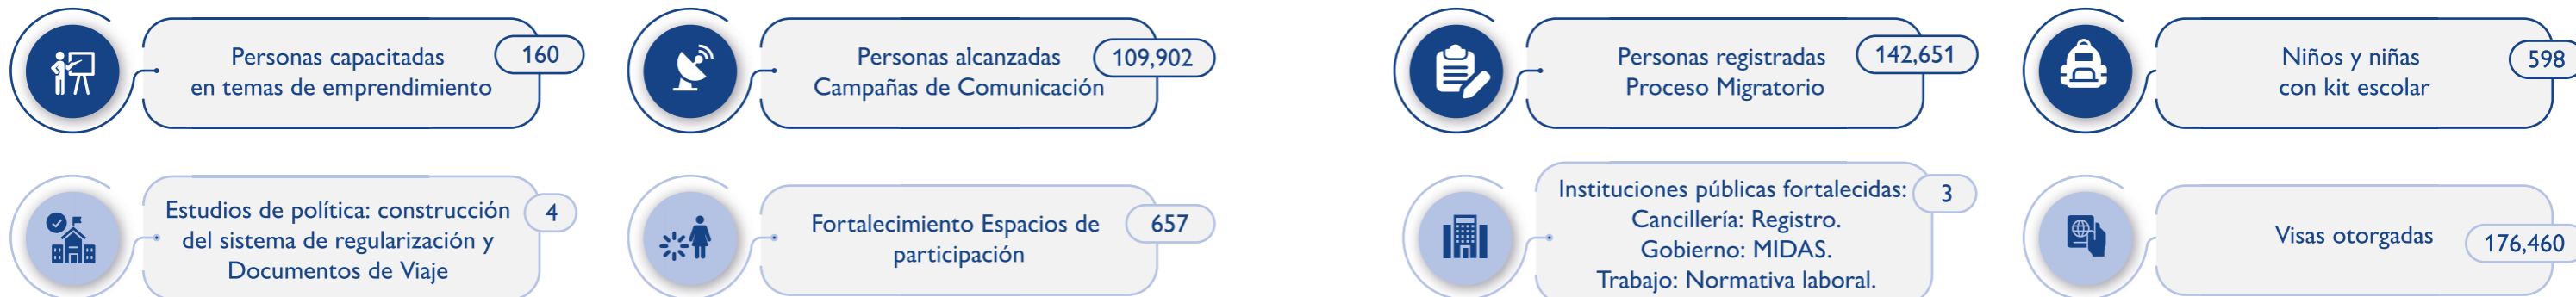 Personas capacitadas
en temas de emprendimiento
160
Personas alcanzadas
Campañas de Comunicación
109,902
Personas registradas
Proceso Migratorio
142,651
Niños y niñas
con kit escolar
598
Estudios de política: construcción
del sistema de regularización y
Documentos de Viaje
4
Fortalecimiento Espacios de
participación
657
Instituciones públicas fortalecidas:
Cancillería: Registro.
Gobierno: MIDAS.
Trabajo: Normativa laboral.
3
Visas otorgadas
176,460